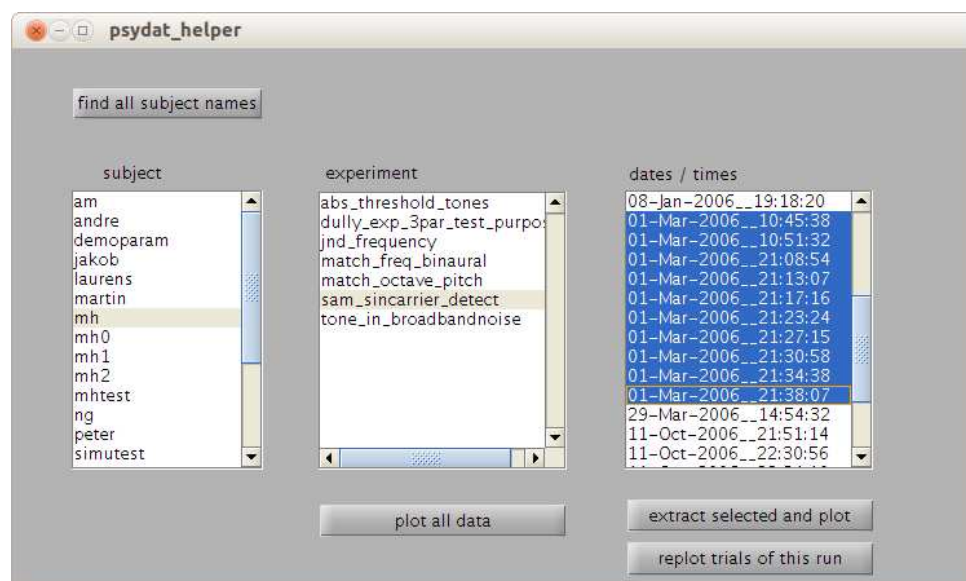 psydat_helper
find all subject names
subject
am
andre
demoparam
jakob
laurens
martin
mh
mh0
mh1
mh2
mhtest
ng
peter
simutest
experiment
abs_threshold_tones
dully_exp_3par_test_purpo
jnd_frequency
match_freq_binaural
match_octave_pitch
sam_sincarrier_detect
tone_in_broadbandnoise
plot all data
dates / times
08-Jan-2006__19:18:20
01-Mar-2006__10:45:38
01-Mar-2006__10:51:32
01-Mar-2006__21:08:54
01-Mar-2006__21:13:07
01-Mar-2006__21:17:16
01-Mar-2006__21:23:24
01-Mar-2006__21:27:15
01-Mar-2006__21:30:58
01-Mar-2006__21:34:38
01-Mar-2006__21:38:07
29-Mar-2006__14:54:32
11-Oct-2006__21:51:14
11-Oct-2006__22:30:56
extract selected and plot
replot trials of this run